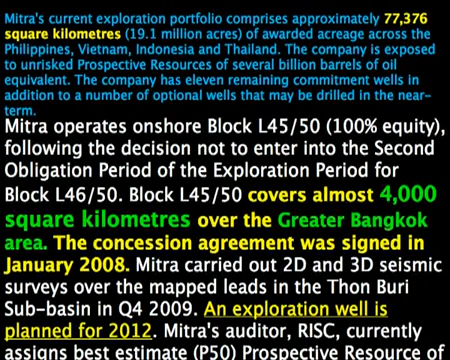 Mitra's current exploration portfolio comprises approximately 77,376
square kilometres (19.1 million acres) of awarded acreage across the
Philippines, Vietnam, Indonesia and Thailand. The company is exposed
to unrisked Prospective Resources of several billion barrels of oil
equivalent. The company has eleven remaining commitment wells in
addition to a number of optional wells that may be drilled in the near-
term.
Mitra operates onshore Block L45/50 (100% equity),
following the decision not to enter into the Second
Obligation Period of the Exploration Period for
Block L46/50. Block L45/50 covers almost 4,000
square kilometres over the Greater Bangkok
area. The concession agreement was signed in
January 2008. Mitra carried out 2D and 3D seismic
surveys over the mapped leads in the Thon Buri
Sub-basin in Q4 2009. An exploration well is
planned for 2012. Mitra's auditor, RISC, currently
assigns best estimate (P50) Prospective Resource of